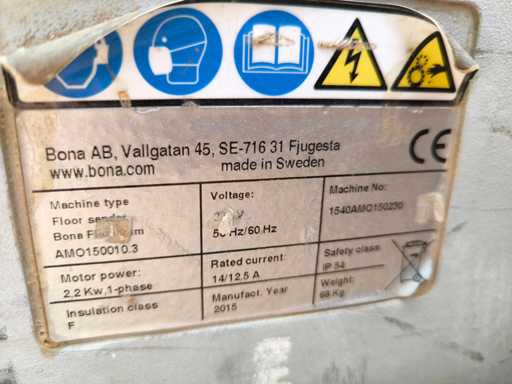 Bona AB, Vallgatan 45, SE-716 31 Fjugesta
www.bona.com made in Sweden
CE
Machine type
Floor sander
Bona
AMO150010.3
Voltage:
V
50 Hz/60 Hz
Machine No:
1540AMO150230
Motor power:
2,2 Kw,1-phase
Rated current:
14/12.5 A
Safety class:
IP 54
Insulation class
F
Manufact. Year
2015
Weight:
68 Kg